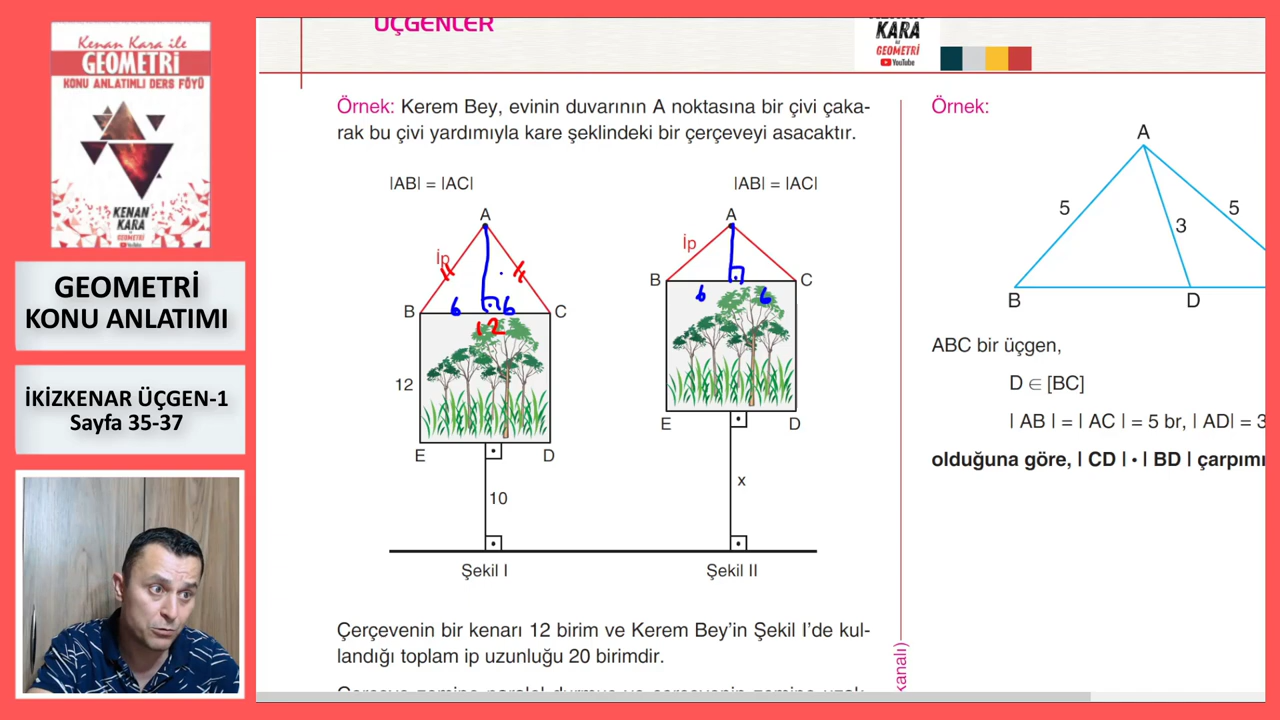 Kenan Kara ile
GEOMETRİ
KONU ANLATIMLI DERS FÖYÜ
KENAN
KARA
ile
GEOMETRİ
YouTube
GEOMETRİ
KONU ANLATIMI
İKİZKENAR ÜÇGEN-1
Sayfa 35-37
ÜÇGENLER
KENAN
KARA
ile
GEOMETRİ
YouTube
Örnek: Kerem Bey, evinin duvarının A noktasına bir çivi çaka-
rak bu çivi yardımıyla kare şeklindeki bir çerçeveyi asacaktır.
|AB| = |AC|
|AB| = |AC|
A
İp
B
C
6
6
12
12
E
D
10
Şekil I
A
İp
B
C
6
6
E
D
x
Şekil II
Çerçevenin bir kenarı 12 birim ve Kerem Bey'in Şekil I'de kul-
landığı toplam ip uzunluğu 20 birimdir.
kanalı)
Örnek:
A
5
3
5
B
D
ABC bir üçgen,
D ∈ [BC]
| AB | = | AC | = 5 br, | AD| = 3
olduğuna göre, | CD | • | BD | çarpımı